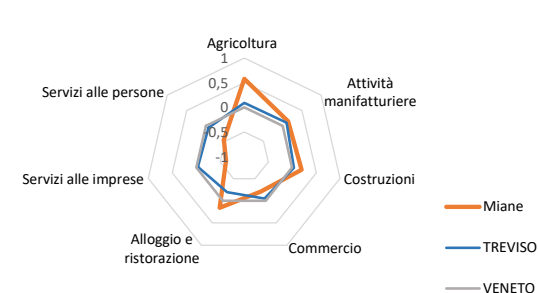 Agricoltura
1
0,5
0
0,5
-1
Attività
manifatturiere
Costruzioni
Commercio
Alloggio e
ristorazione
Servizi alle imprese
Servizi alle persone
Miane
TREVISO
VENETO